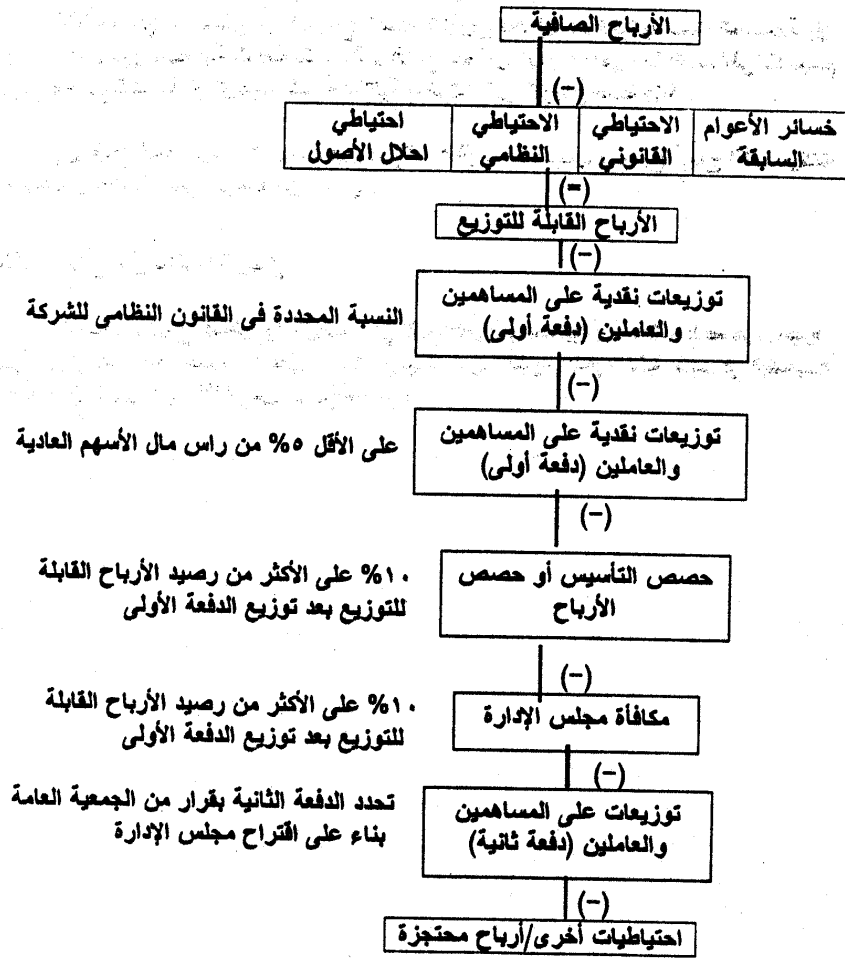 الأرباح الصافية
(-)
خسائر الأعوام السابقة
الاحتياطي القانوني
الاحتياطي النظامي
احتياطي احلال الأصول
(=)
الأرباح القابلة للتوزيع
(-)
توزيعات نقدية على المساهمين
والعاملين (دفعة أولى)
النسبة المحددة فى القانون النظامى للشركة
(-)
توزيعات نقدية على المساهمين
والعاملين (دفعة أولى)
على الأقل ٥% من راس مال الأسهم العادية
(-)
حصص التأسيس أو حصص
الأرباح
١٠% على الأكثر من رصيد الأرباح القابلة
للتوزيع بعد توزيع الدفعة الأولى
(-)
مكافأة مجلس الإدارة
١٠% على الأكثر من رصيد الأرباح القابلة
للتوزيع بعد توزيع الدفعة الأولى
(-)
توزيعات على المساهمين
والعاملين (دفعة ثانية)
تحدد الدفعة الثانية بقرار من الجمعية العامة
بناء على اقتراح مجلس الإدارة
(-)
احتياطيات أخرى/أرباح محتجزة